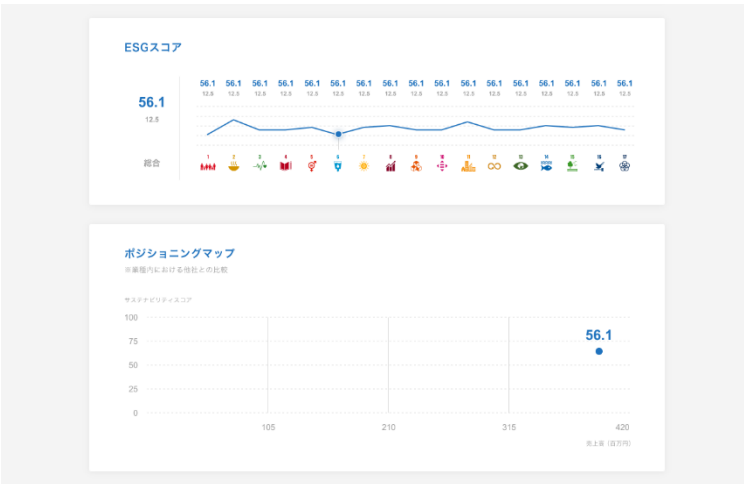 ESGスコア
56.1 56.1 56.1 56.1 56.1 56.1 56.1 56.1 56.1 56.1 56.1 56.1 56.1 56.1 56.1 56.1 56.1
12.5 12.5 12.5 12.5 12.5 12.5 12.5 12.5 12.5 12.5 12.5 12.5 12.5 12.5 12.5 12.5 12.5
56.1
12.5
総合
1 2 3 4 5 6 7 8 9 10 11 12 13 14 15 16 17
ポジショニングマップ
※業種内における他社との比較
サステナビリティスコア
100
75
50
25
0
56.1
105 210 315 420
売上高（百万円）